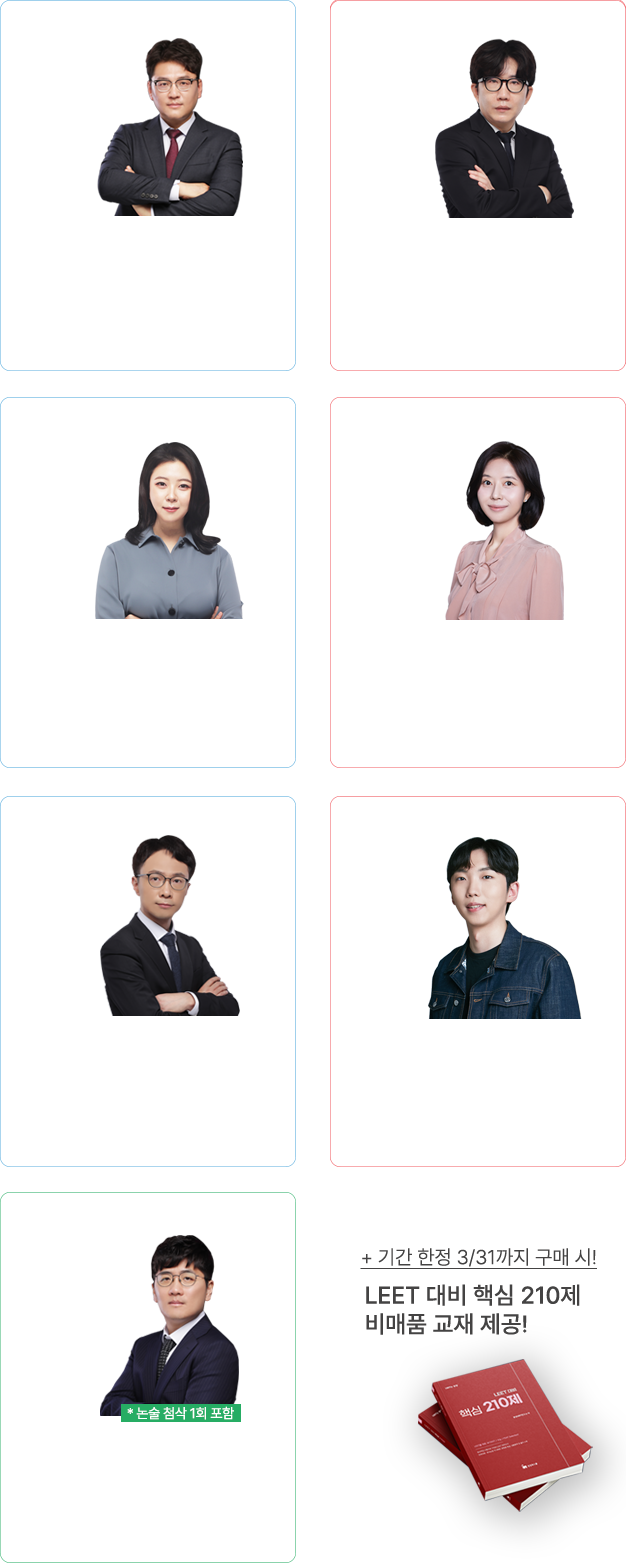 * 논술 첨삭 1회 포함
+ 기간 한정 3/31까지 구매 시!
LEET 대비 핵심 210제
비매품 교재 제공!
LEET ONE
핵심 210제